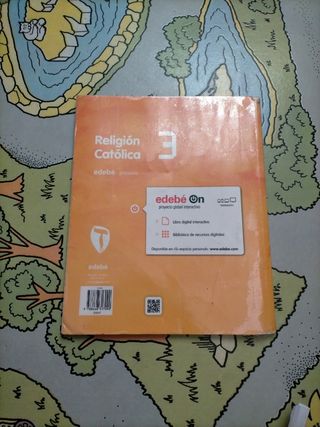 Religión
Católica
3
edebé
edebé On
proyecto global interactivo
Libro digital interactivo
Biblioteca de recursos digitales
Disponible en «Tu espacio personal» www.edebe.com
edebé